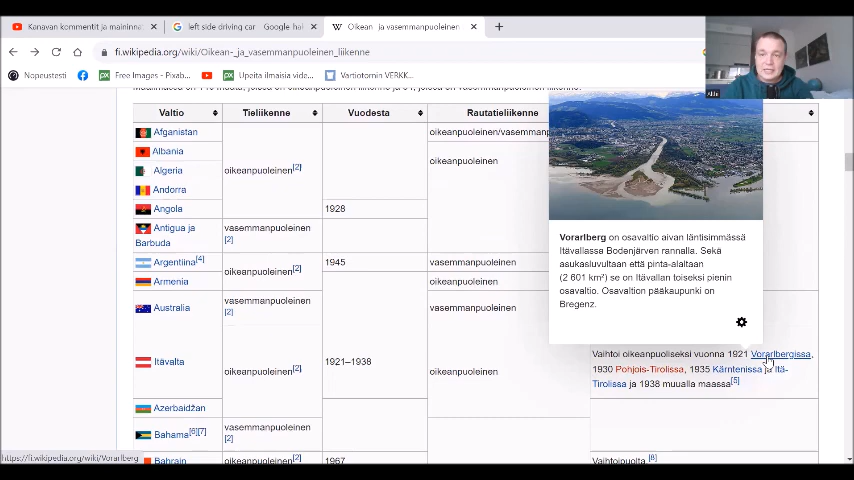 Kanavan kommentit ja maininna
left side driving car - Google-hai
Oikean- ja vasemmanpuoleinen
fi.wikipedia.org/wiki/Oikean-_ja_vasemmanpuoleinen_liikenne
Nopeustesti
Free Images - Pixab...
Upeita ilmaisia vide...
Vartiotornin VERKK...
Ahti
Valtio
Tieliikenne
Vuodesta
Rautatieliikenne
Afganistan
oikeanpuoleinen/vasemmanp
Albania
oikeanpuoleinen
Algeria
oikeanpuoleinen[2]
Andorra
Angola
1928
Antigua ja
Barbuda
vasemmanpuoleinen
[2]
Argentiina[4]
1945
vasemmanpuoleinen
oikeanpuoleinen[2]
Armenia
oikeanpuoleinen
Australia
vasemmanpuoleinen
[2]
vasemmanpuoleinen
Itävalta
oikeanpuoleinen[2]
1921–1938
oikeanpuoleinen
Vorarlberg on osavaltio aivan läntisimmässä
Itävallassa Bodenjärven rannalla. Sekä
asukasluvultaan että pinta-alaltaan
(2 601 km²) se on Itävallan toiseksi pienin
osavaltio. Osavaltion pääkaupunki on
Bregenz.
Vaihtoi oikeanpuoliseksi vuonna 1921 Vorarlbergissa,
1930 Pohjois-Tirolissa, 1935 Kärntenissa ja Itä-
Tirolissa ja 1938 muualla maassa[5]
Azerbaidžan
Bahama[6][7]
vasemmanpuoleinen
[2]
Bahrain
oikeanpuoleinen[2]
1967
Vaihtoipuolta.[8]
https://fi.wikipedia.org/wiki/Vorarlberg